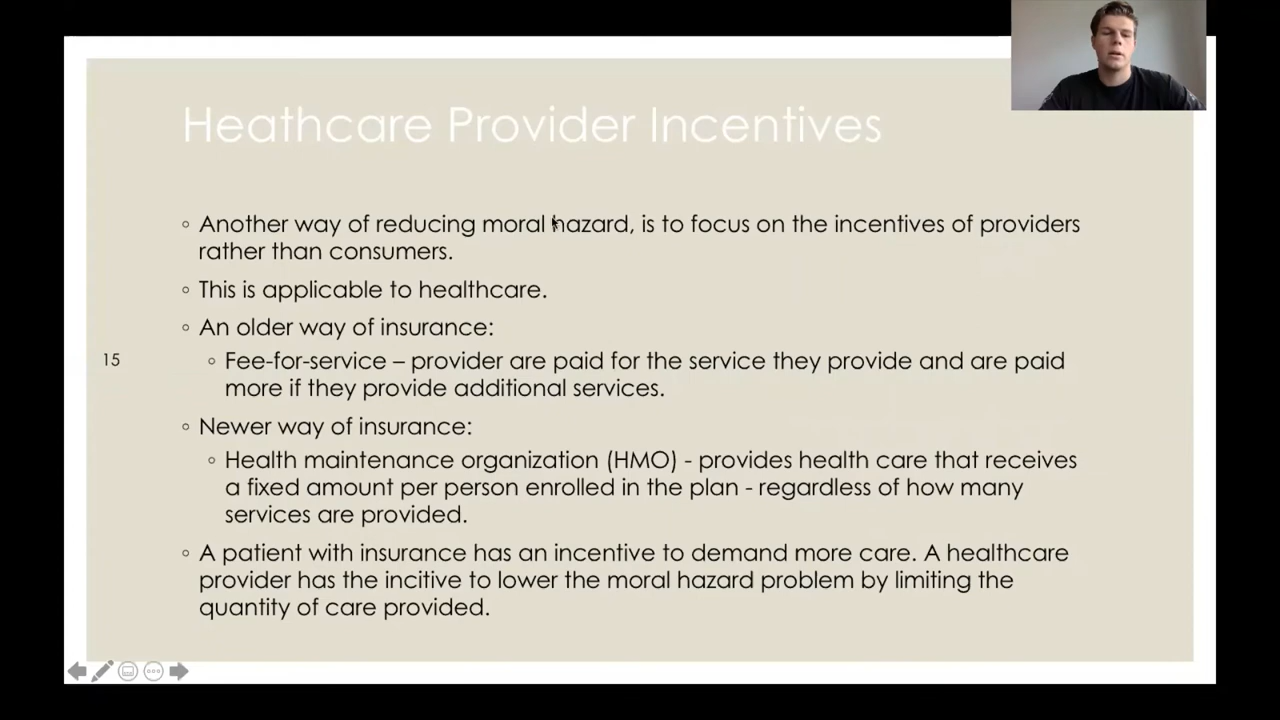 Heathcare Provider Incentives
◦ Another way of reducing moral hazard, is to focus on the incentives of providers
rather than consumers.
◦ This is applicable to healthcare.
◦ An older way of insurance:
15
◦ Fee-for-service – provider are paid for the service they provide and are paid
more if they provide additional services.
◦ Newer way of insurance:
◦ Health maintenance organization (HMO) - provides health care that receives
a fixed amount per person enrolled in the plan - regardless of how many
services are provided.
◦ A patient with insurance has an incentive to demand more care. A healthcare
provider has the incitive to lower the moral hazard problem by limiting the
quantity of care provided.